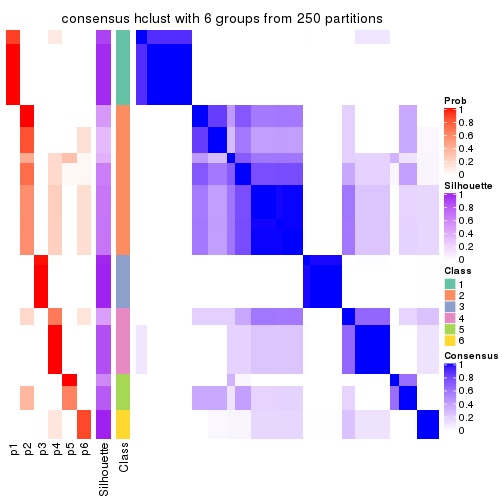 consensus hclust with 6 groups from 250 partitions
Prob
1
0.8
0.6
0.4
0.2
0
Silhouette
1
0.8
0.6
0.4
0.2
0
Class
1
2
3
4
5
6
Consensus
1
0.8
0.6
0.4
0.2
0
p1
p2
p3
p4
p5
p6
Silhouette
Class